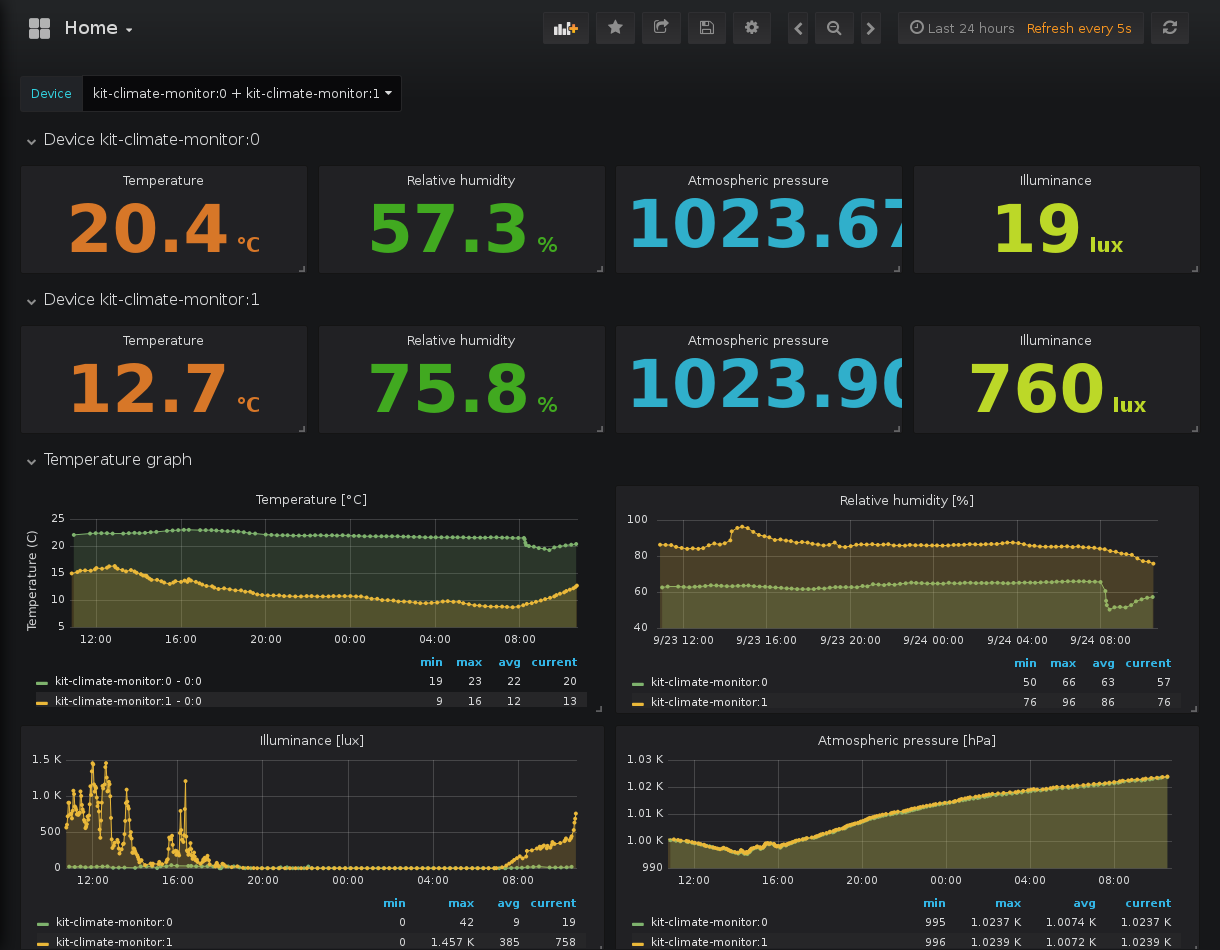 Home
Last 24 hours Refresh every 5s
Device kit-climate-monitor:0 + kit-climate-monitor:1
Device kit-climate-monitor:0
Temperature Relative humidity Atmospheric pressure Illuminance
20.4 °C 57.3 % 1023.67 19 lux
Device kit-climate-monitor:1
Temperature Relative humidity Atmospheric pressure Illuminance
12.7 °C 75.8 % 1023.90 760 lux
Temperature graph
Temperature [°C]
Temperature (C)
25
20
15
10
5
12:00 16:00 20:00 00:00 04:00 08:00
min max avg current
kit-climate-monitor:0 - 0:0 19 23 22 20
kit-climate-monitor:1 - 0:0 9 16 12 13
Relative humidity [%]
100
80
60
40
9/23 12:00 9/23 16:00 9/23 20:00 9/24 00:00 9/24 04:00 9/24 08:00
min max avg current
kit-climate-monitor:0 50 66 63 57
kit-climate-monitor:1 76 96 86 76
Illuminance [lux]
1.5 K
1.0 K
500
0
12:00 16:00 20:00 00:00 04:00 08:00
min max avg current
kit-climate-monitor:0 0 42 9 19
kit-climate-monitor:1 0 1.457 K 385 758
Atmospheric pressure [hPa]
1.03 K
1.02 K
1.01 K
1.00 K
990
12:00 16:00 20:00 00:00 04:00 08:00
min max avg current
kit-climate-monitor:0 995 1.0237 K 1.0074 K 1.0237 K
kit-climate-monitor:1 996 1.0239 K 1.0072 K 1.0239 K